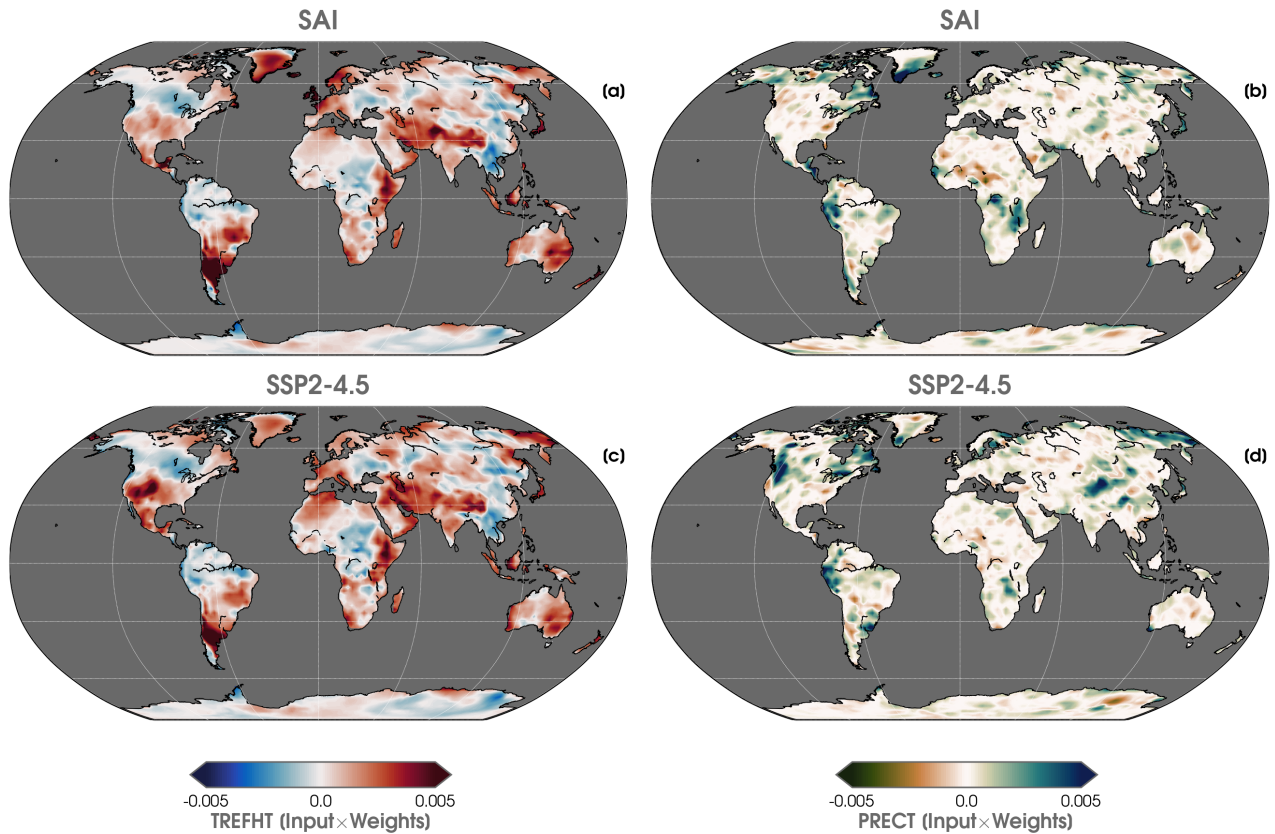 SAI
SAI
(a)
(b)
SSP2-4.5
SSP2-4.5
(c)
(d)
-0.005 0.0 0.005
TREFHT (Input×Weights)
-0.005 0.0 0.005
PRECT (Input×Weights)